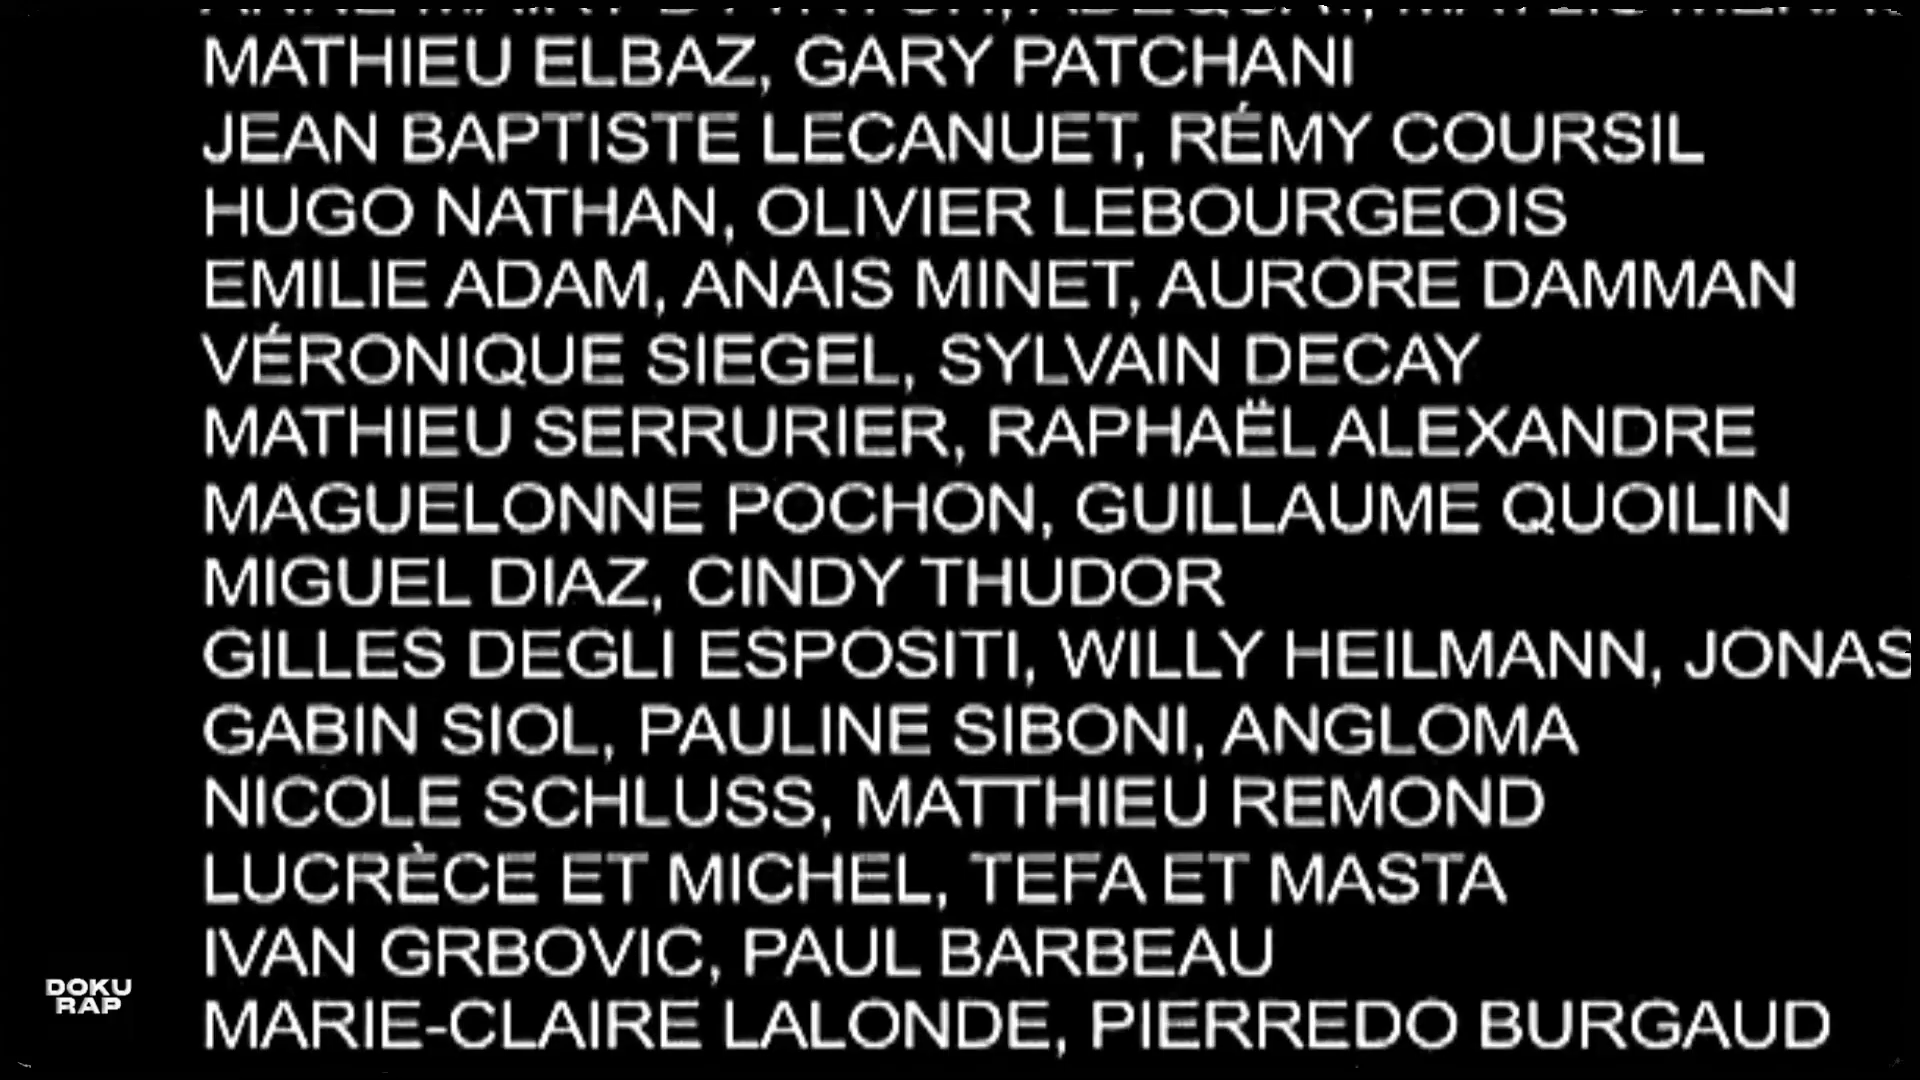 MATHIEU ELBAZ, GARY PATCHANI
JEAN BAPTISTE LECANUET, RÉMY COURSIL
HUGO NATHAN, OLIVIER LEBOURGEOIS
EMILIE ADAM, ANAIS MINET, AURORE DAMMAN
VÉRONIQUE SIEGEL, SYLVAIN DECAY
MATHIEU SERRURIER, RAPHAËL ALEXANDRE
MAGUELONNE POCHON, GUILLAUME QUOILIN
MIGUEL DIAZ, CINDY THUDOR
GILLES DEGLI ESPOSITI, WILLY HEILMANN, JONAS
GABIN SIOL, PAULINE SIBONI, ANGLOMA
NICOLE SCHLUSS, MATTHIEU REMOND
LUCRÈCE ET MICHEL, TEFA ET MASTA
IVAN GRBOVIC, PAUL BARBEAU
MARIE-CLAIRE LALONDE, PIERREDO BURGAUD
DOKU
RAP